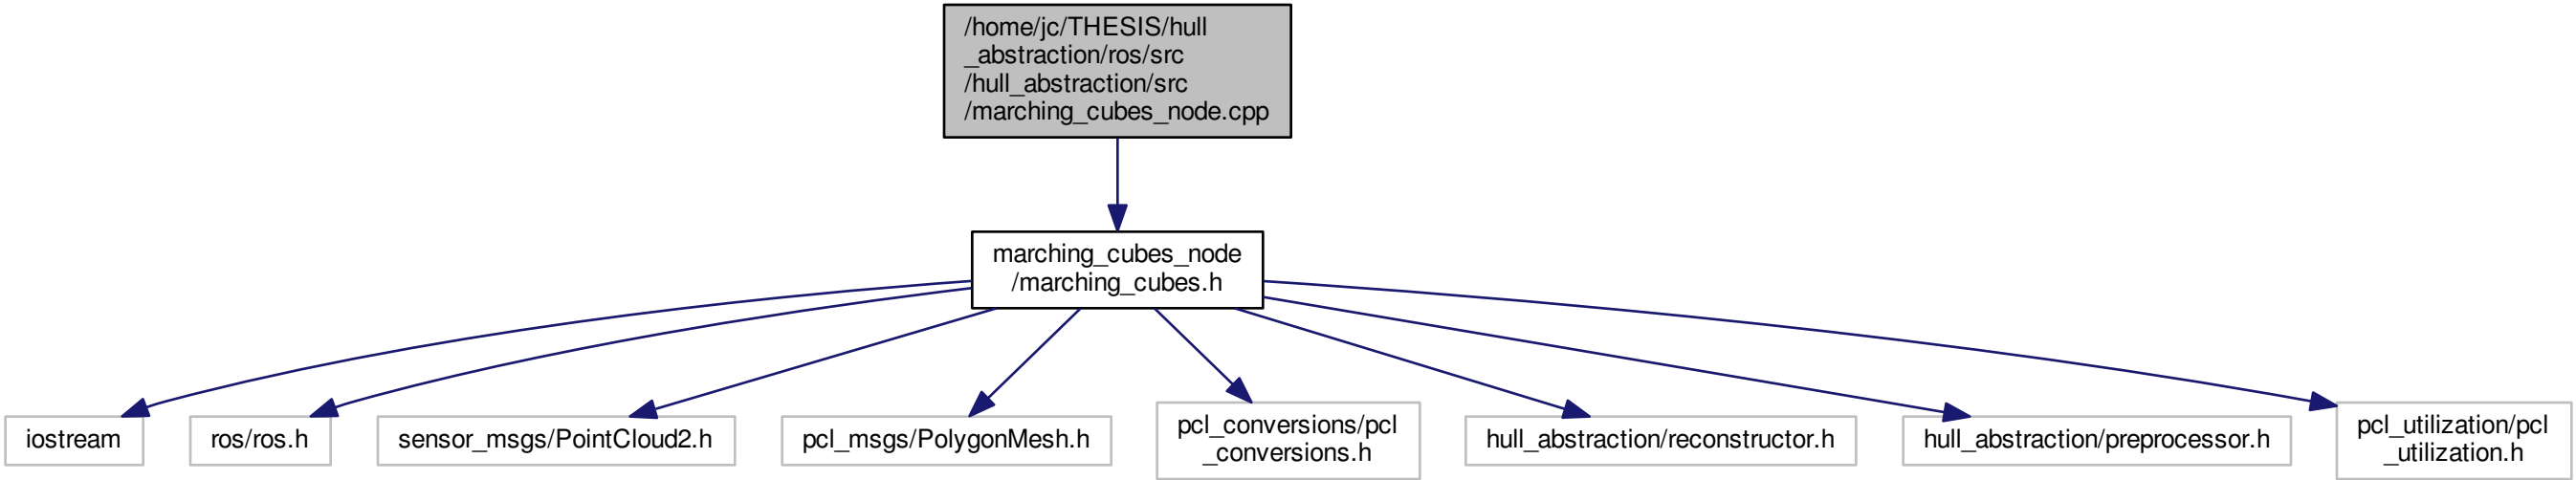 /home/jc/THESIS/hull
_abstraction/ros/src
/hull_abstraction/src
/marching_cubes_node.cpp
marching_cubes_node
/marching_cubes.h
iostream
ros/ros.h
sensor_msgs/PointCloud2.h
pcl_msgs/PolygonMesh.h
pcl_conversions/pcl
_conversions.h
hull_abstraction/reconstructor.h
hull_abstraction/preprocessor.h
pcl_utilization/pcl
_utilization.h